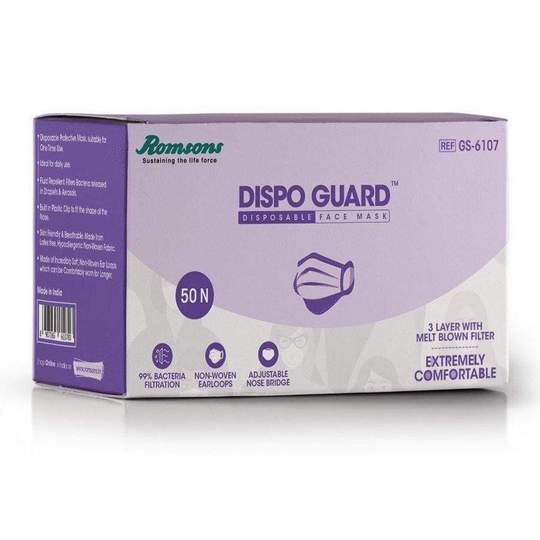 Romsons
Sustaining the life force
REF GS-6107
DISPO GUARD™
DISPOSABLE FACE MASK
50 N
3 LAYER WITH
MELT BLOWN FILTER
EXTREMELY
COMFORTABLE
99% BACTERIA
FILTRATION
NON-WOVEN
EARLOOPS
ADJUSTABLE
NOSE BRIDGE
• Disposable Protective Mask, suitable for
One Time Use.
• Ideal for daily use.
• Fluid Repellent, Filters Bacteria released
in Droplets & Aerosols.
• Built in Plastic Clip to fit the shape of the
Nose.
• Skin Friendly & Breathable. Made from
Latex free, Hypoallergenic Non-Woven Fabric.
• Made of Incredibly Soft, Non-Woven Ear Loops
which can be Comfortably worn for Longer.
Made in India
Online
www.romsons.in